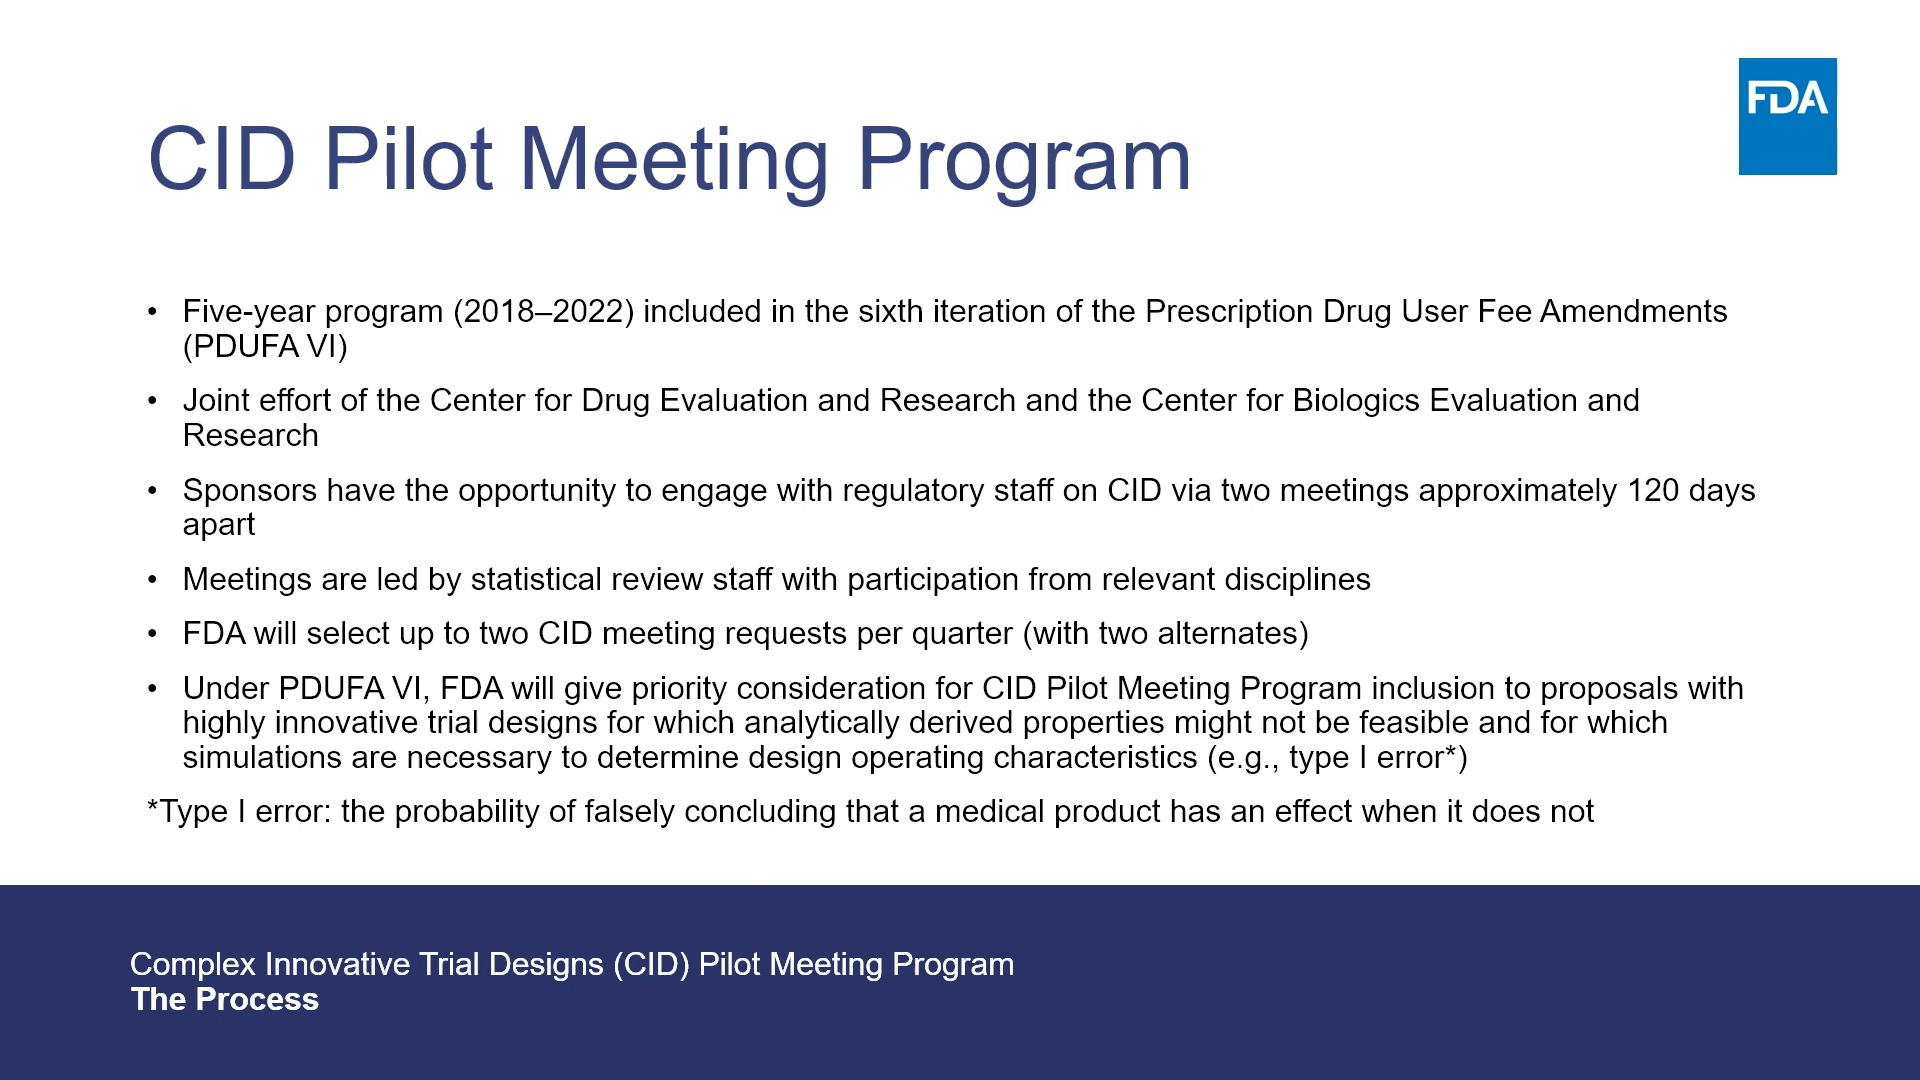 FDA
CID Pilot Meeting Program
• Five-year program (2018–2022) included in the sixth iteration of the Prescription Drug User Fee Amendments
(PDUFA VI)
• Joint effort of the Center for Drug Evaluation and Research and the Center for Biologics Evaluation and
Research
• Sponsors have the opportunity to engage with regulatory staff on CID via two meetings approximately 120 days
apart
• Meetings are led by statistical review staff with participation from relevant disciplines
• FDA will select up to two CID meeting requests per quarter (with two alternates)
• Under PDUFA VI, FDA will give priority consideration for CID Pilot Meeting Program inclusion to proposals with
highly innovative trial designs for which analytically derived properties might not be feasible and for which
simulations are necessary to determine design operating characteristics (e.g., type I error*)
*Type I error: the probability of falsely concluding that a medical product has an effect when it does not
Complex Innovative Trial Designs (CID) Pilot Meeting Program
The Process